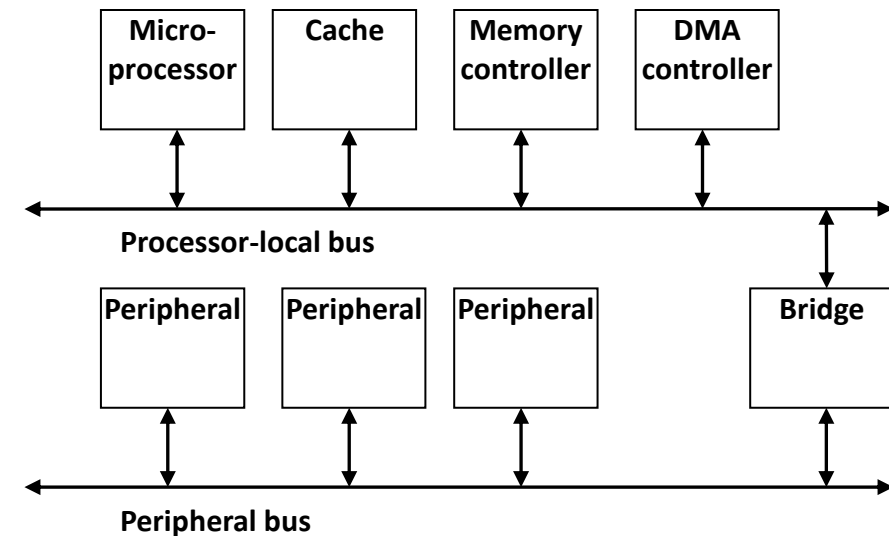 Micro-
processor
Cache
Memory
controller
DMA
controller
Processor-local bus
Peripheral
Peripheral
Peripheral
Bridge
Peripheral bus